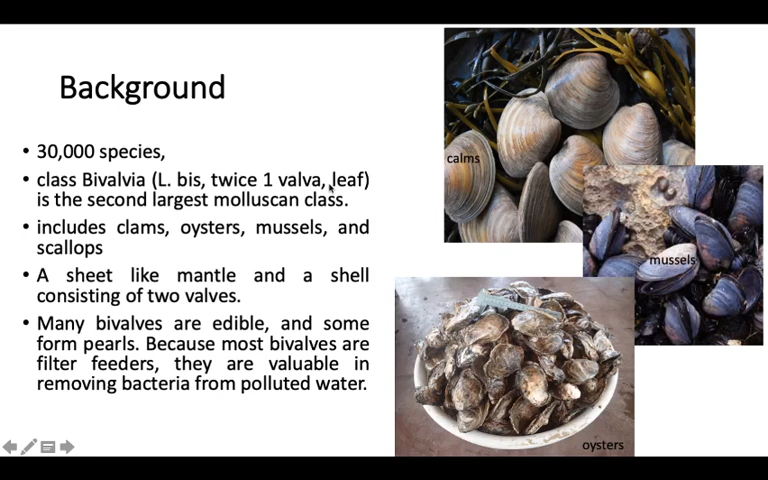 Background
• 30,000 species,
• class Bivalvia (L. bis, twice 1 valva, leaf)
is the second largest molluscan class.
• includes clams, oysters, mussels, and
scallops
• A sheet like mantle and a shell
consisting of two valves.
• Many bivalves are edible, and some
form pearls. Because most bivalves are
filter feeders, they are valuable in
removing bacteria from polluted water.
calms
mussels
oysters